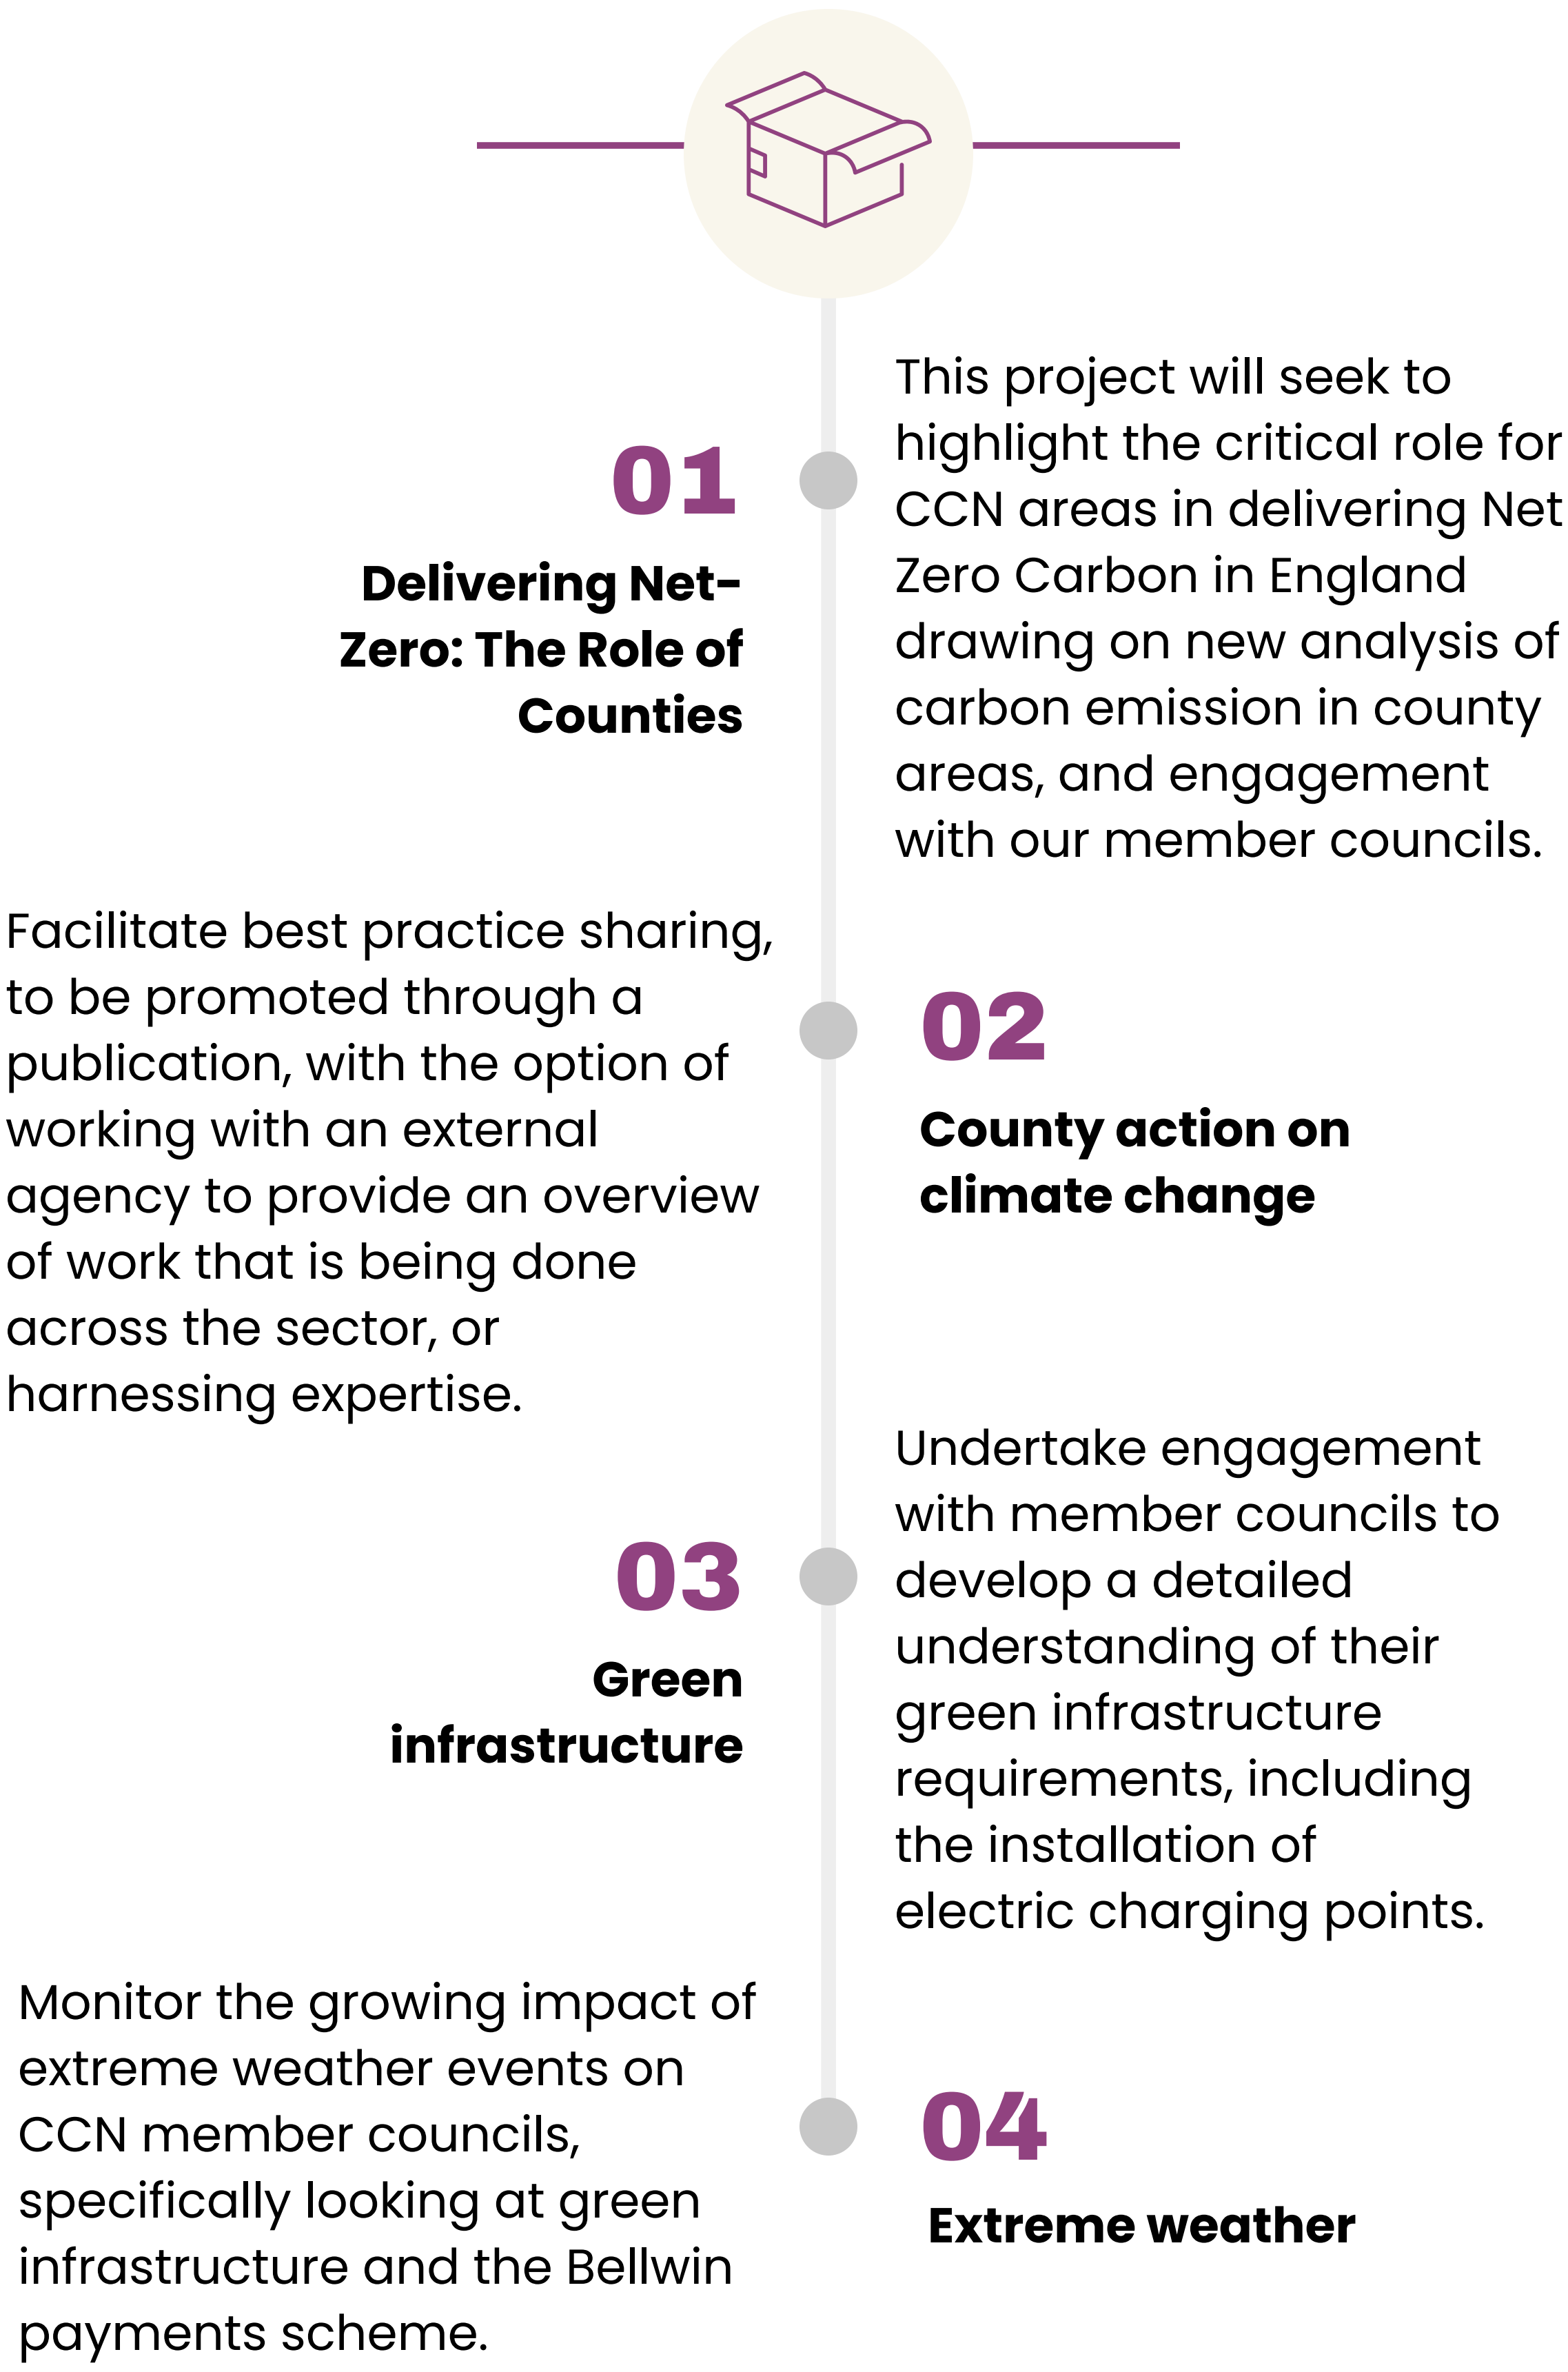 01
Delivering Net-
Zero: The Role of
Counties
This project will seek to
highlight the critical role for
CCN areas in delivering Net
Zero Carbon in England
drawing on new analysis of
carbon emission in county
areas, and engagement
with our member councils.
02
County action on
climate change
Facilitate best practice sharing,
to be promoted through a
publication, with the option of
working with an external
agency to provide an overview
of work that is being done
across the sector, or
harnessing expertise.
03
Green
infrastructure
Undertake engagement
with member councils to
develop a detailed
understanding of their
green infrastructure
requirements, including
the installation of
electric charging points.
04
Extreme weather
Monitor the growing impact of
extreme weather events on
CCN member councils,
specifically looking at green
infrastructure and the Bellwin
payments scheme.